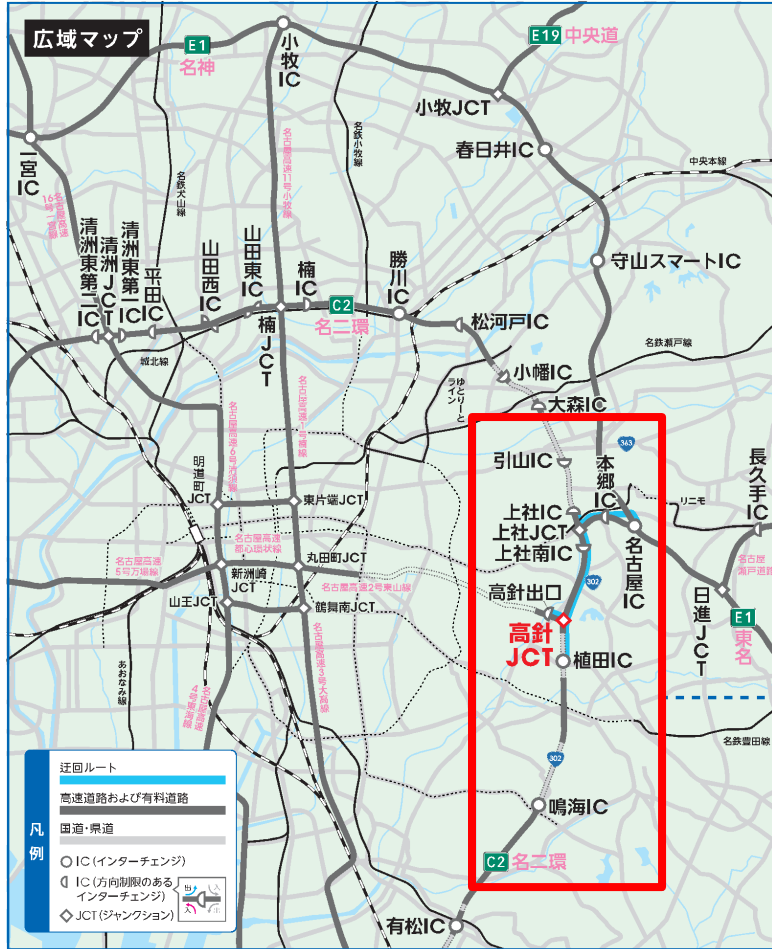 広域マップ
E1
名神
小牧IC
E19 中央道
小牧JCT
春日井IC
一宮IC
名古屋高速16号一宮線
名鉄犬山線
名古屋高速11号小牧線
名鉄小牧線
中央本線
守山スマートIC
清洲東第二IC
清洲JCT
清洲東第一IC
平田IC
山田西IC
山田東IC
楠IC
楠JCT
C2
名二環
勝川IC
松河戸IC
城北線
小幡IC
名鉄瀬戸線
ゆとりーとライン
大森IC
名古屋高速6号清須線
名古屋高速1号楠線
363
引山IC
本郷IC
長久手IC
明道町JCT
東片端JCT
上社IC
上社JCT
上社南IC
リニモ
名古屋IC
名古屋高速都心環状線
名古屋高速5号万場線
丸田町JCT
新洲崎JCT
名古屋高速2号東山線
302
名古屋瀬戸道路
山王JCT
鶴舞南JCT
高針出口
高針JCT
日進JCT
E1
東名
植田IC
あおなみ線
名古屋高速4号東海線
名古屋高速3号大高線
名鉄豊田線
302
鳴海IC
C2 名二環
有松IC
凡例
迂回ルート
高速道路および有料道路
国道・県道
IC（インターチェンジ）
IC（方向制限のある
インターチェンジ）
出
入
出
入
JCT（ジャンクション）